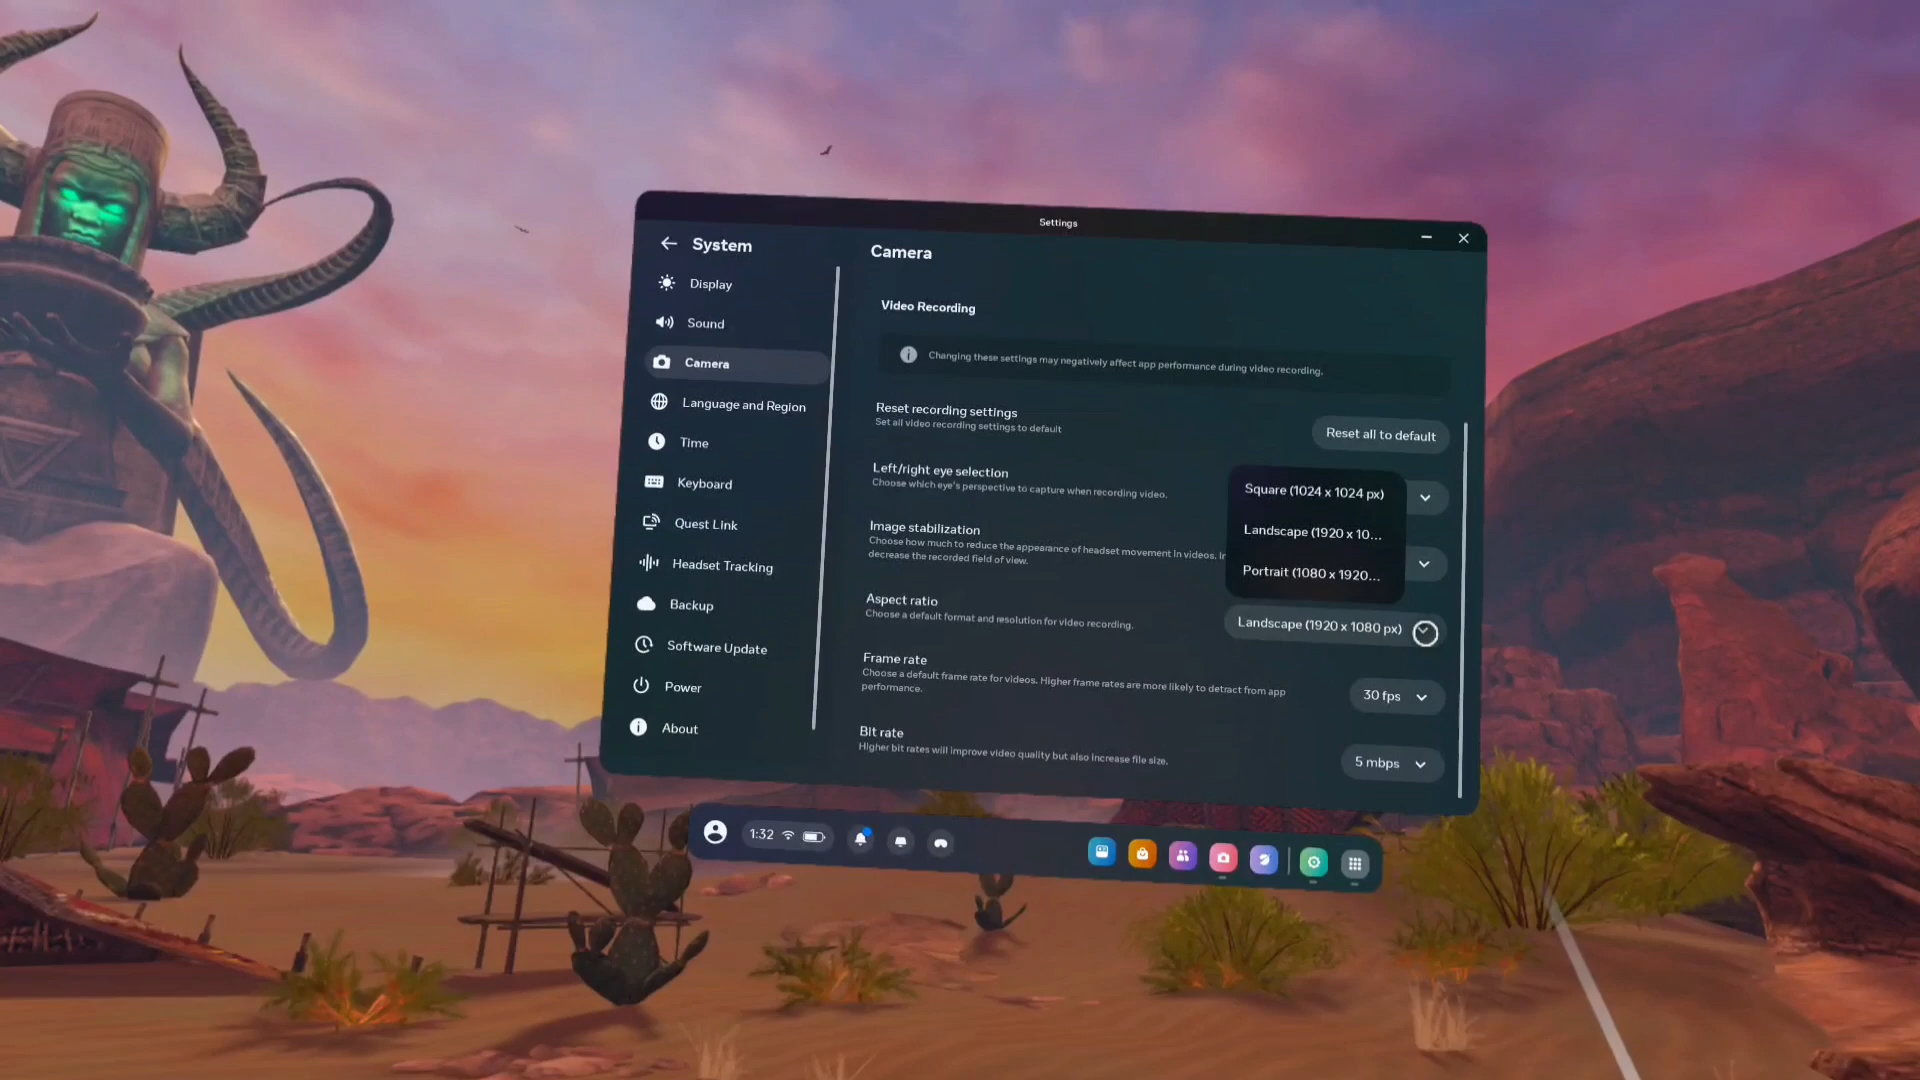 Settings
System
Display
Sound
Camera
Language and Region
Time
Keyboard
Quest Link
Headset Tracking
Backup
Software Update
Power
About
Camera
Video Recording
Changing these settings may negatively affect app performance during video recording.
Reset recording settings
Set all video recording settings to default
Reset all to default
Left/right eye selection
Choose which eye's perspective to capture when recording video.
Image stabilization
Choose how much to reduce the appearance of headset movement in videos. In
decrease the recorded field of view.
Square (1024 x 1024 px)
Landscape (1920 x 10...
Portrait (1080 x 1920...
Aspect ratio
Choose a default format and resolution for video recording.
Landscape (1920 x 1080 px)
Frame rate
Choose a default frame rate for videos. Higher frame rates are more likely to detract from app
performance.
30 fps
Bit rate
Higher bit rates will improve video quality but also increase file size.
5 mbps
1:32